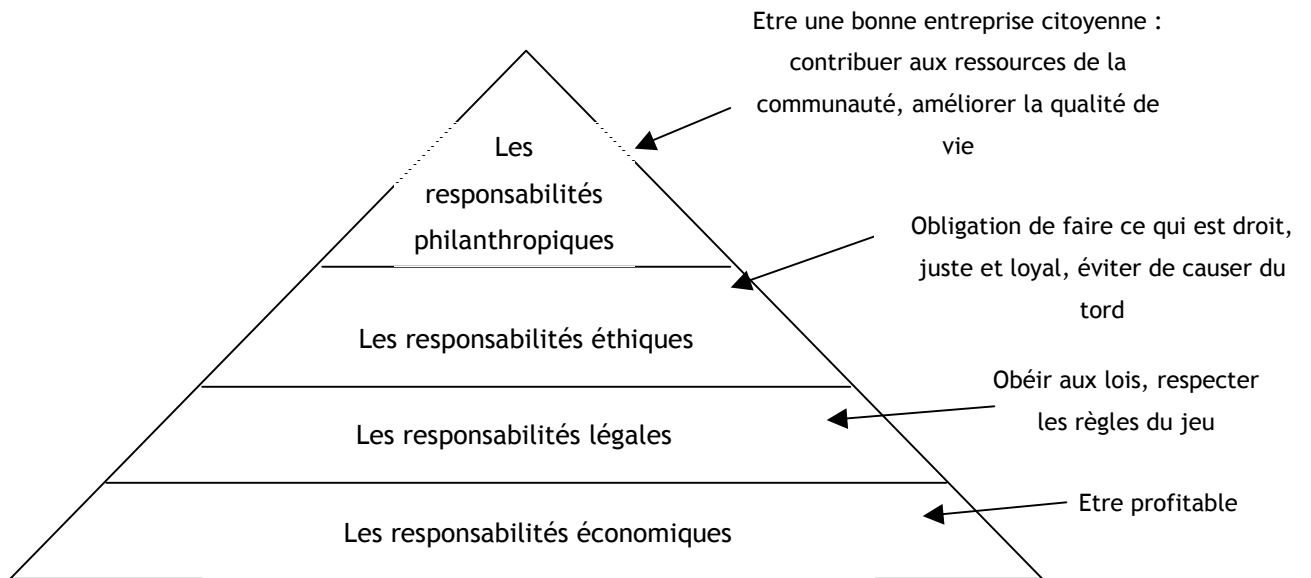 Etre une bonne entreprise citoyenne :
contribuer aux ressources de la
communauté, améliorer la qualité de
vie
Les
responsabilités
philanthropiques
Obligation de faire ce qui est droit,
juste et loyal, éviter de causer du
tord
Les responsabilités éthiques
Obéir aux lois, respecter
les règles du jeu
Les responsabilités légales
Etre profitable
Les responsabilités économiques